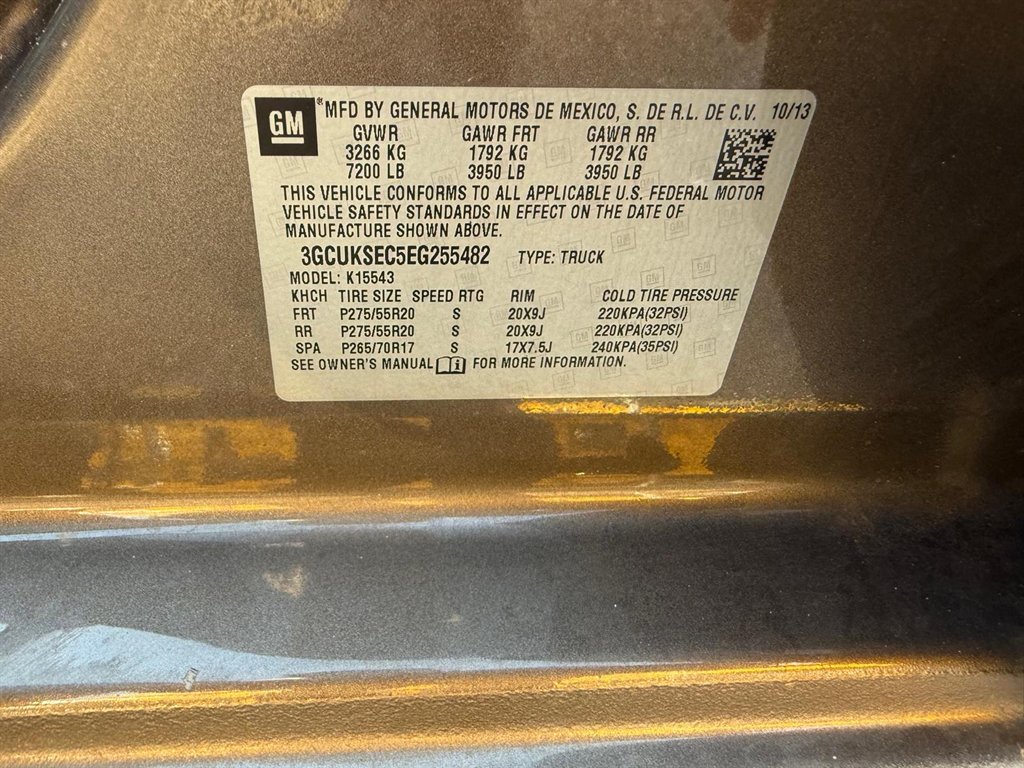 GM ® MFD BY GENERAL MOTORS DE MEXICO, S. DE R.L. DE C.V. 10/13
GVWR GAWR FRT GAWR RR
3266 KG 1792 KG 1792 KG
7200 LB 3950 LB 3950 LB
THIS VEHICLE CONFORMS TO ALL APPLICABLE U.S. FEDERAL MOTOR
VEHICLE SAFETY STANDARDS IN EFFECT ON THE DATE OF
MANUFACTURE SHOWN ABOVE.
3GCUKSEC5EG255482 TYPE: TRUCK
MODEL: K15543
KHCH TIRE SIZE SPEED RTG RIM COLD TIRE PRESSURE
FRT P275/55R20 S 20X9J 220KPA(32PSI)
RR P275/55R20 S 20X9J 220KPA(32PSI)
SPA P265/70R17 S 17X7.5J 240KPA(35PSI)
SEE OWNER'S MANUAL FOR MORE INFORMATION.